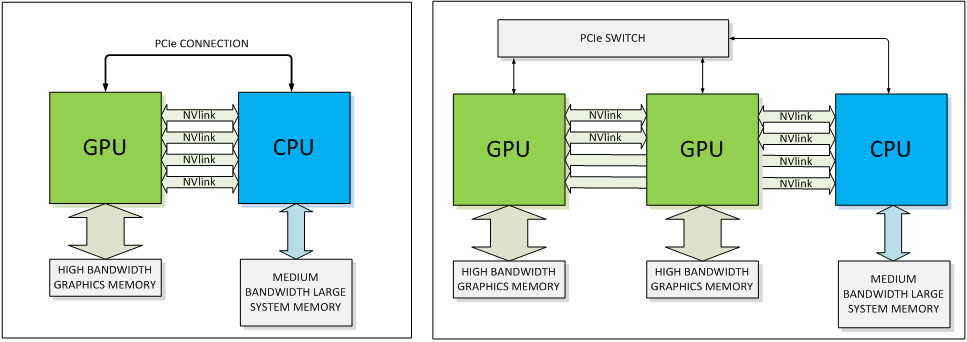 PCIe CONNECTION
GPU
NVlink
NVlink
NVlink
NVlink
CPU
HIGH BANDWIDTH
GRAPHICS MEMORY
MEDIUM
BANDWIDTH LARGE
SYSTEM MEMORY
PCIe SWITCH
GPU
NVlink
NVlink
GPU
NVlink
NVlink
NVlink
NVlink
CPU
HIGH BANDWIDTH
GRAPHICS MEMORY
HIGH BANDWIDTH
GRAPHICS MEMORY
MEDIUM
BANDWIDTH LARGE
SYSTEM MEMORY